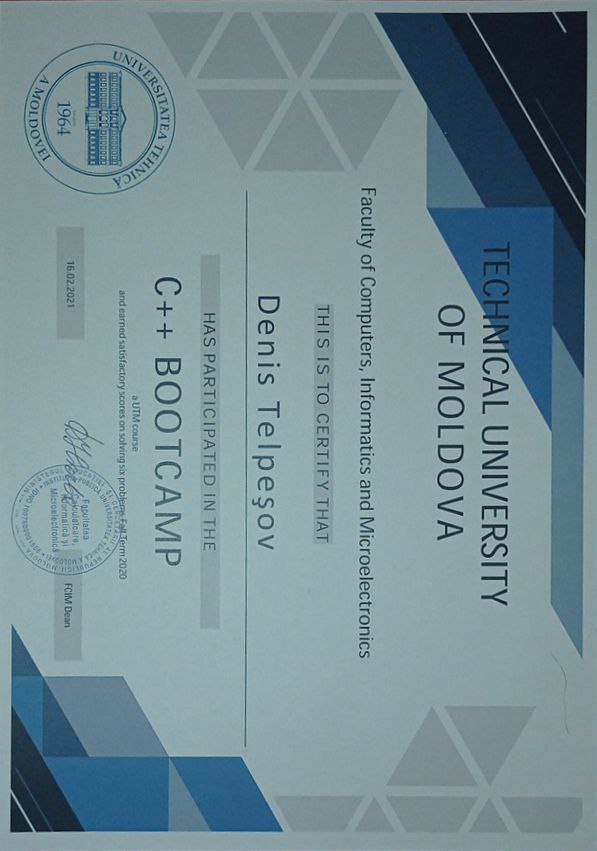 TECHNICAL UNIVERSITY
OF MOLDOVA
Faculty of Computers, Informatics and Microelectronics
THIS IS TO CERTIFY THAT
Denis Telpeşov
HAS PARTICIPATED IN THE
C++ BOOTCAMP
a UTM course
and earned satisfactory scores on solving six problems Fall Term 2020
16.02.2021
FCIM Dean
UNIVERSITATEA TEHNICĂ
A MOLDOVEI
1964
Facultatea
Calculatoare,
Informatică şi
Microelectronică